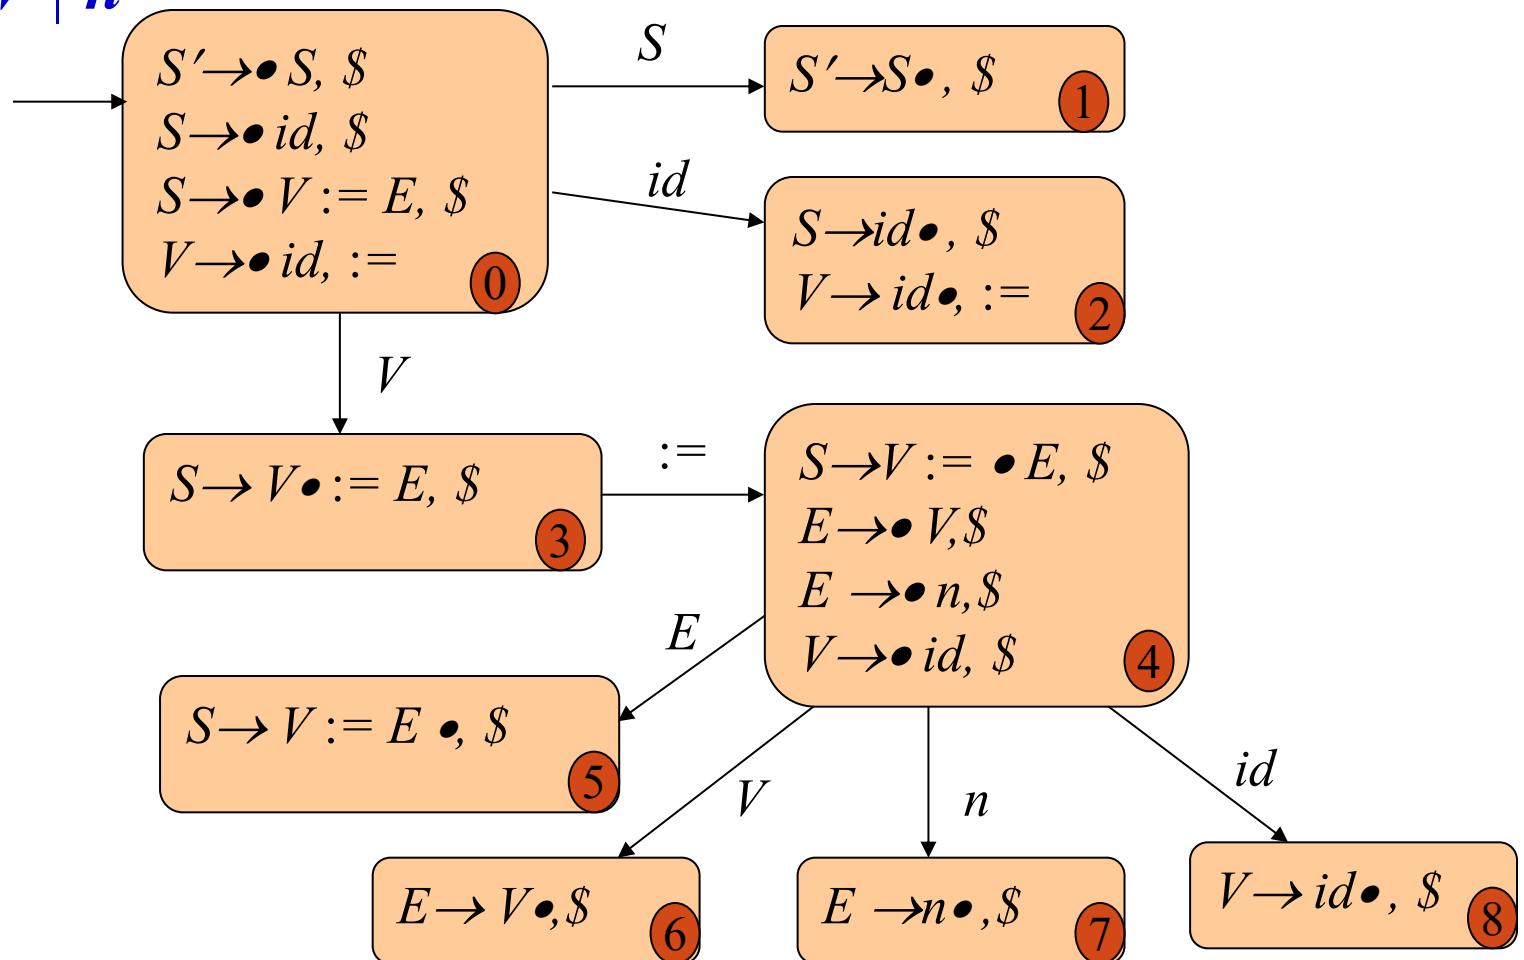 | n
S′→• S, $
S→• id, $
S→• V := E, $
V→• id, :=
0
S
S′→S• , $
1
id
S→id• , $
V→ id•, :=
2
V
S→ V• := E, $
3
:=
S→V := • E, $
E→• V,$
E →• n,$
V→• id, $
4
E
S→ V := E •, $
5
V
n
id
E→ V•,$
6
E →n• ,$
7
V→ id• , $
8